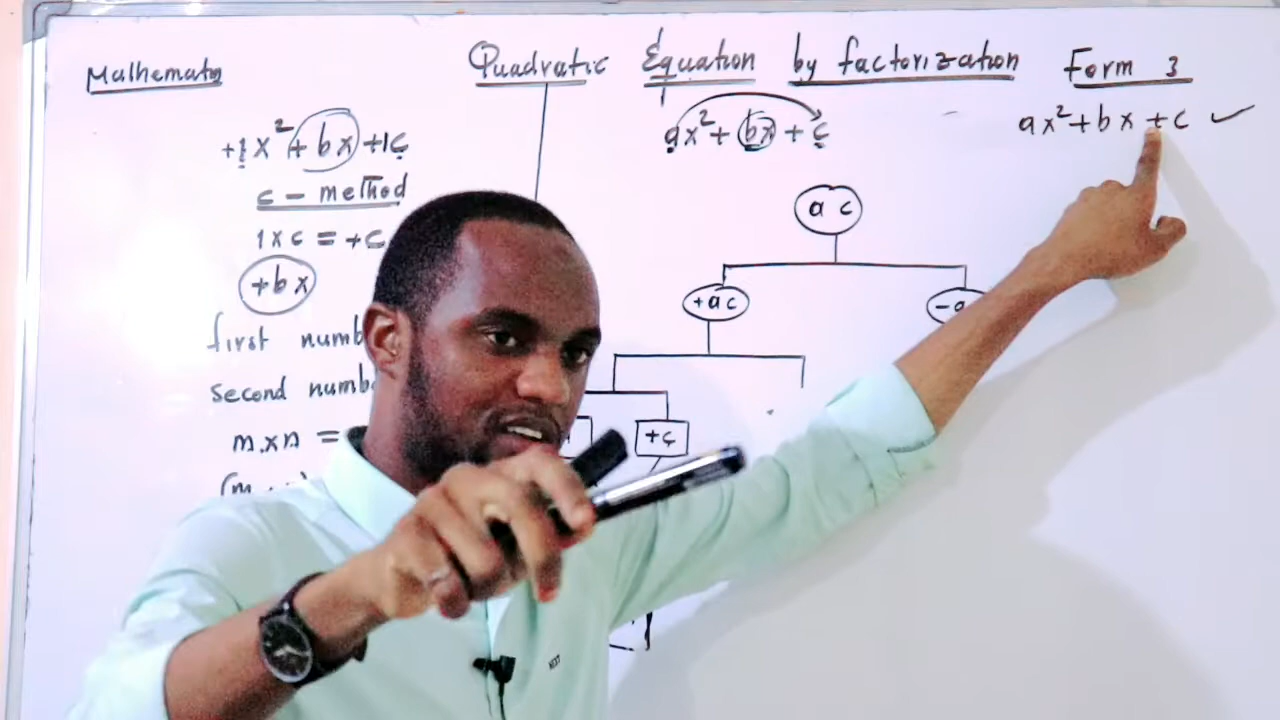 Mathematics
Quadratic Equation by factorization Form 3
+1x²+bx+1c
c - method
1 x c = +c
+bx
first
second
m x n =
ax² + bx + c
ac
+ac
+c
ax²+bx+c ✓